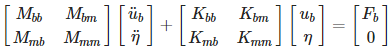 [ M_bb M_bm ; M_mb M_mm ] [ ü_b ; η̈ ] + [ K_bb K_bm ; K_mb K_mm ] [ u_b ; η ] = [ F_b ; 0 ]